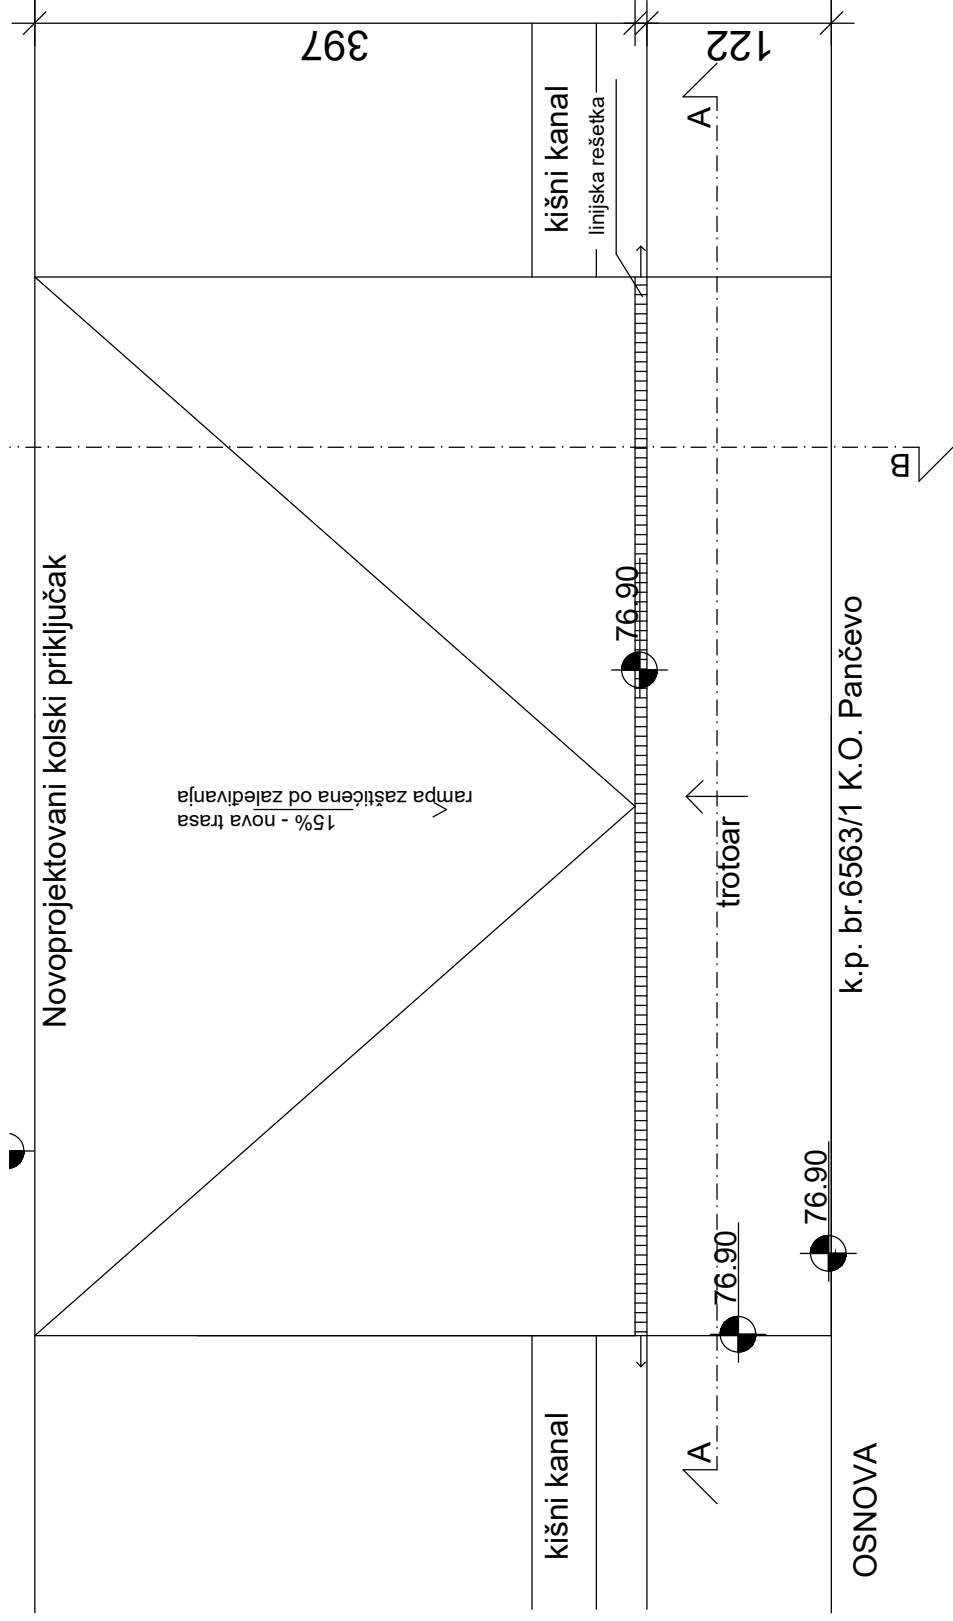 397
122
kišni kanal
linijska rešetka
A
B
Novoprojektovani kolski priključak
76.90
15% - nova trasa
rampa zaštićena od zaleđivanja
trotoar
k.p. br.6563/1 K.O. Pančevo
76.90
76.90
kišni kanal
A
OSNOVA